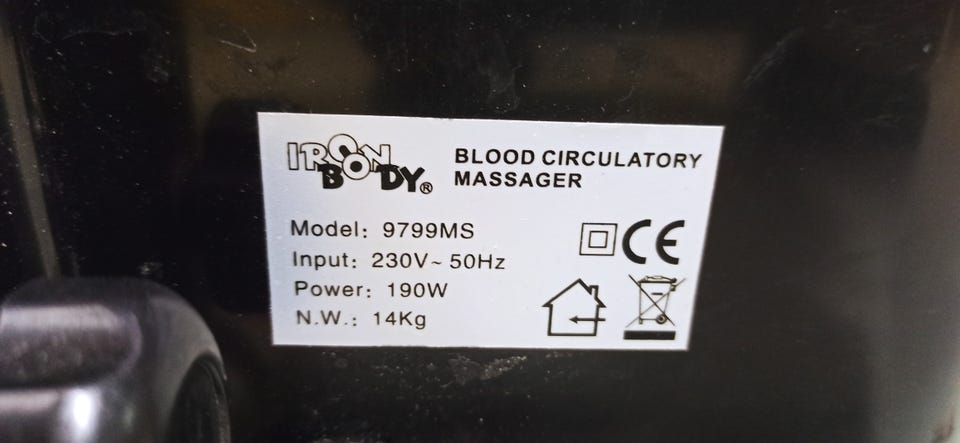 IRON BODY®
BLOOD CIRCULATORY
MASSAGER
Model: 9799MS
Input: 230V~ 50Hz
Power: 190W
N.W.: 14Kg
CE